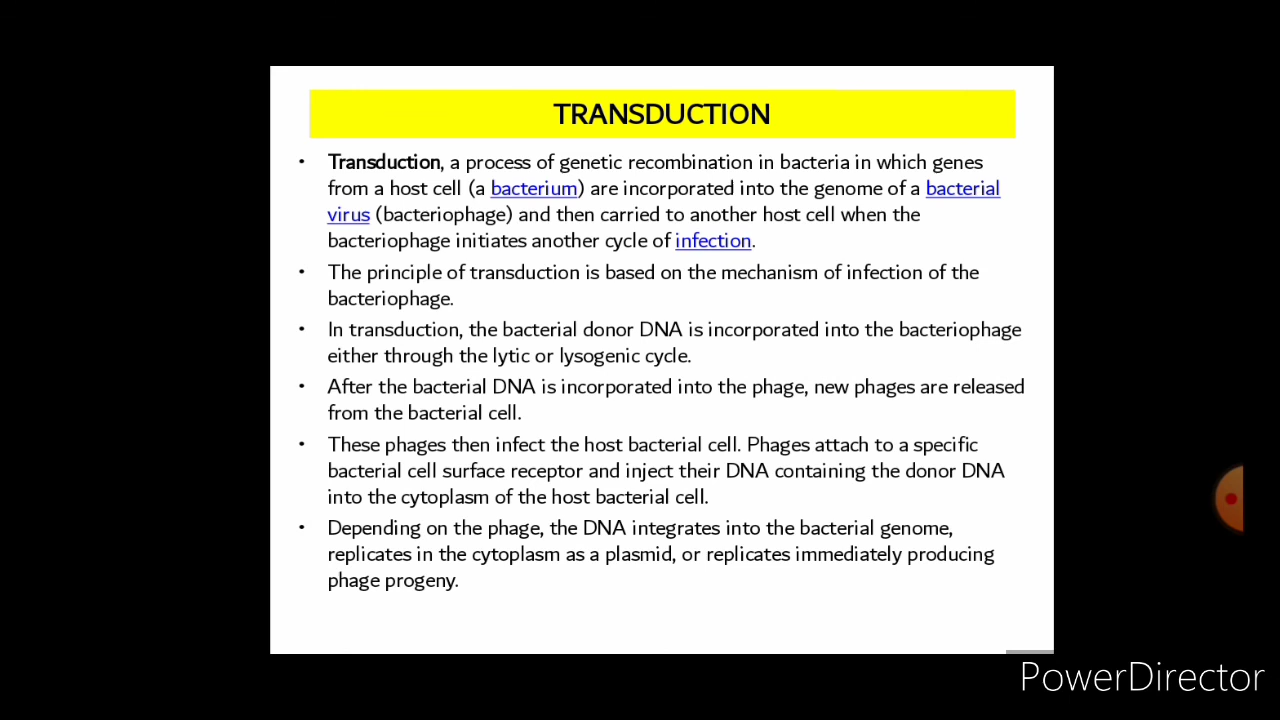 TRANSDUCTION
• Transduction, a process of genetic recombination in bacteria in which genes
from a host cell (a bacterium) are incorporated into the genome of a bacterial
virus (bacteriophage) and then carried to another host cell when the
bacteriophage initiates another cycle of infection.
• The principle of transduction is based on the mechanism of infection of the
bacteriophage.
• In transduction, the bacterial donor DNA is incorporated into the bacteriophage
either through the lytic or lysogenic cycle.
• After the bacterial DNA is incorporated into the phage, new phages are released
from the bacterial cell.
• These phages then infect the host bacterial cell. Phages attach to a specific
bacterial cell surface receptor and inject their DNA containing the donor DNA
into the cytoplasm of the host bacterial cell.
• Depending on the phage, the DNA integrates into the bacterial genome,
replicates in the cytoplasm as a plasmid, or replicates immediately producing
phage progeny.
PowerDirector